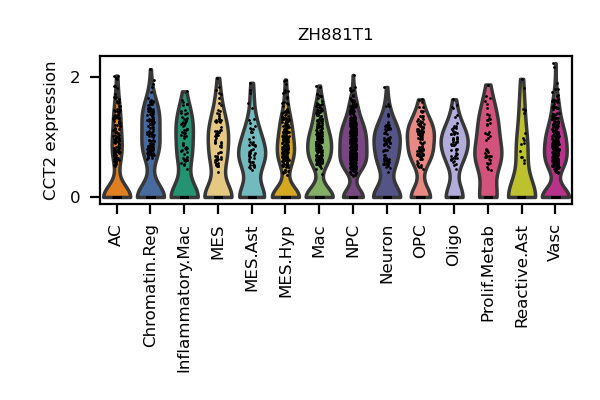 ZH881T1
CCT2 expression
2
0
AC
Chromatin.Reg
Inflammatory.Mac
MES
MES.Ast
MES.Hyp
Mac
NPC
Neuron
OPC
Oligo
Prolif.Metab
Reactive.Ast
Vasc